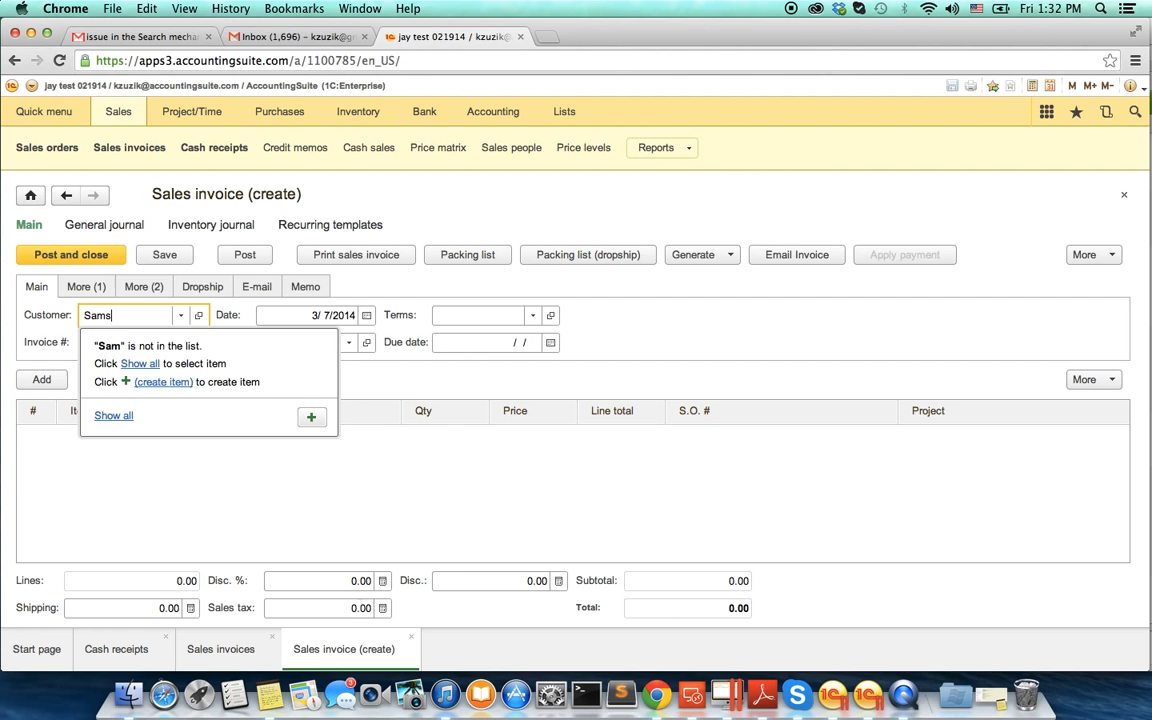 Chrome File Edit View History Bookmarks Window Help Fri 1:32 PM
issue in the Search mecha × Inbox (1,696) – kzuzik@gr × jay test 021914 / kzuzik@ ×
https://apps3.accountingsuite.com/a/1100785/en_US/
jay test 021914 / kzuzik@accountingsuite.com / AccountingSuite (1C:Enterprise) M M+ M-
Quick menu Sales Project/Time Purchases Inventory Bank Accounting Lists
Sales orders Sales invoices Cash receipts Credit memos Cash sales Price matrix Sales people Price levels Reports
Sales invoice (create) ×
Main General journal Inventory journal Recurring templates
Post and close Save Post Print sales invoice Packing list Packing list (dropship) Generate Email Invoice Apply payment More
Main More (1) More (2) Dropship E-mail Memo
Customer: Sams Date: 3/ 7/2014 Terms:
Invoice #: Due date: / /
"Sam" is not in the list.
Click Show all to select item
Click + (create item) to create item
Show all +
Add More
# Qty Price Line total S.O. # Project
Lines: 0.00 Disc. %: 0.00 Disc.: 0.00 Subtotal: 0.00
Shipping: 0.00 Sales tax: 0.00 Total: 0.00
Start page Cash receipts × Sales invoices × Sales invoice (create) ×